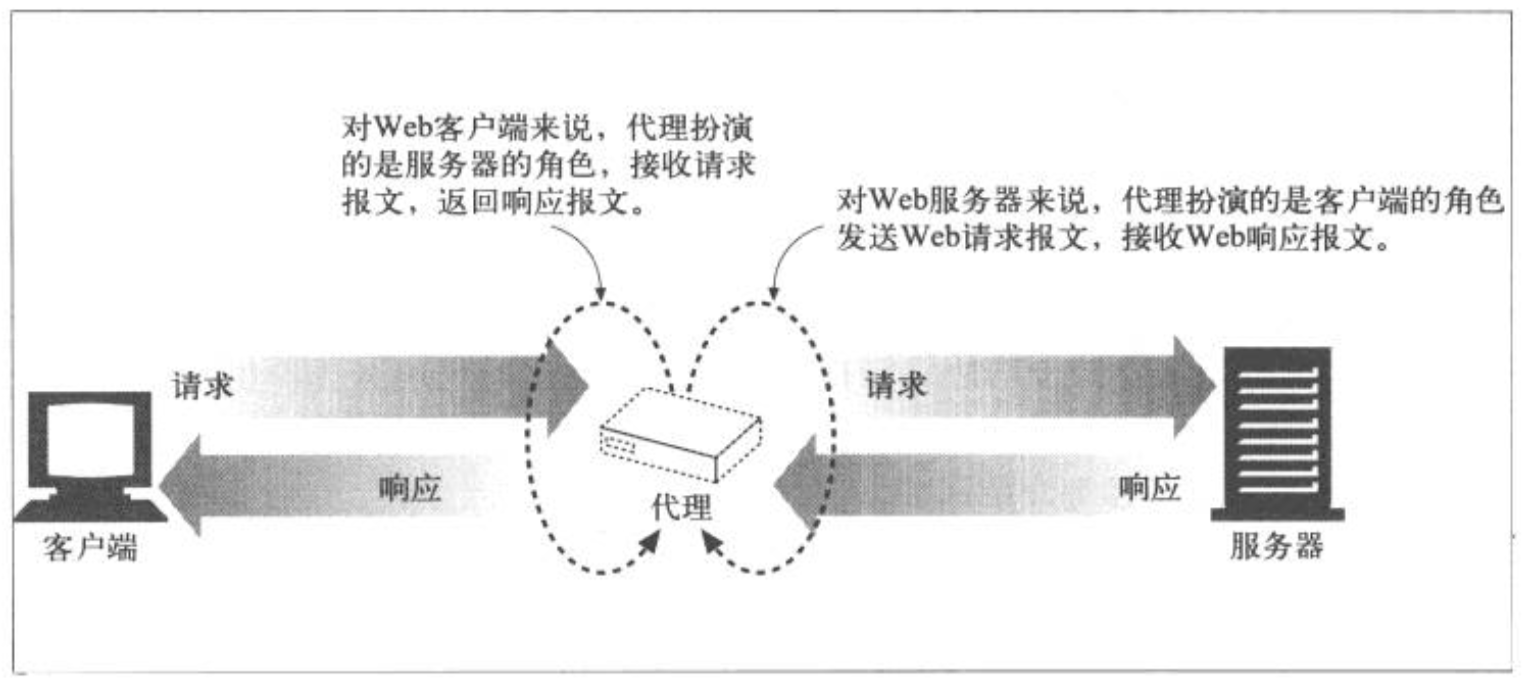 对Web客户端来说，代理扮演
的是服务器的角色，接收请求
报文，返回响应报文。
对Web服务器来说，代理扮演的是客户端的角色
发送Web请求报文，接收Web响应报文。
请求
请求
响应
响应
代理
客户端
服务器